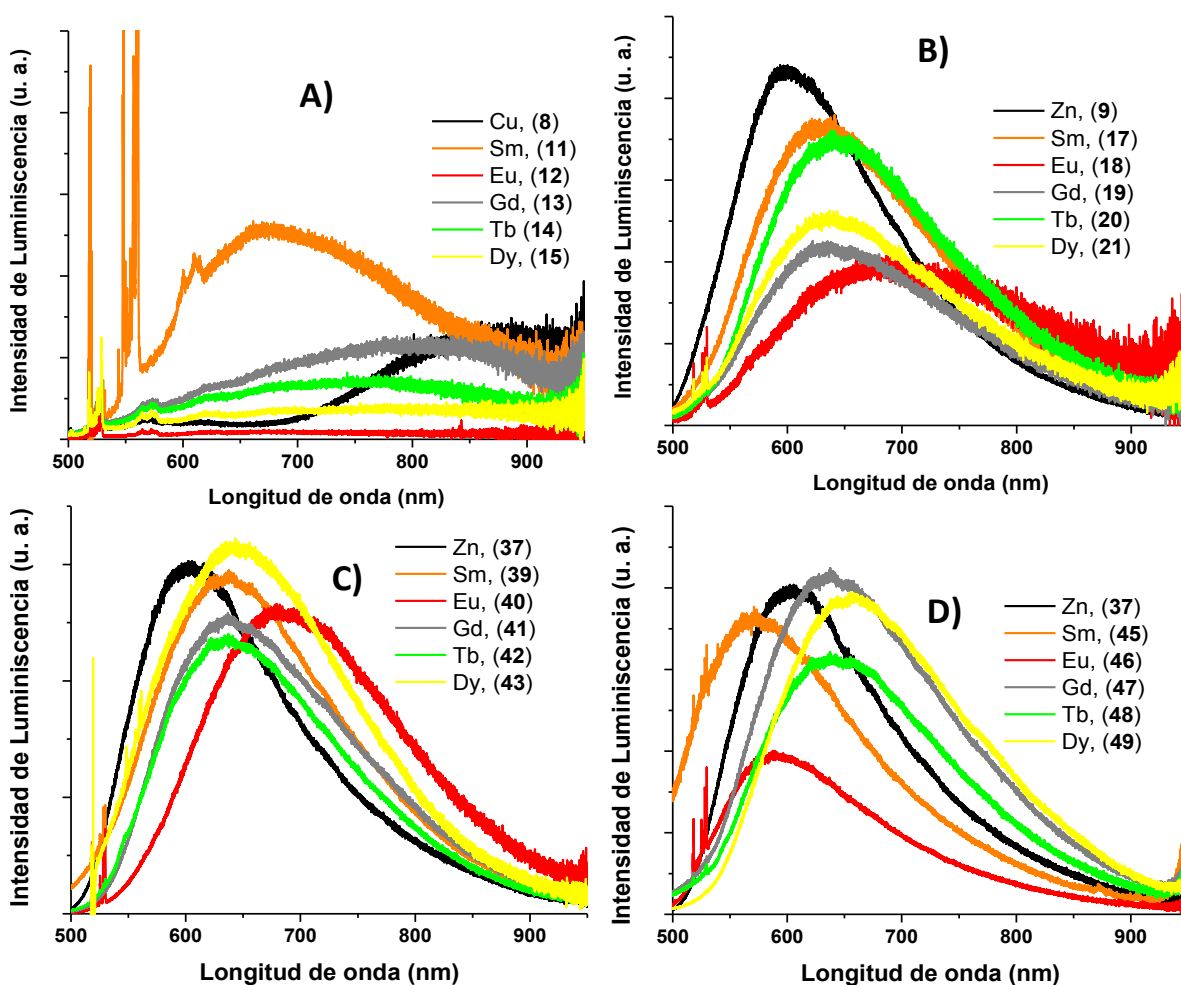 A)
Cu, (8)
Sm, (11)
Eu, (12)
Gd, (13)
Tb (14)
Dy, (15)
Intensidad de Luminiscencia (u. a.)
500 600 700 800 900
Longitud de onda (nm)
B)
Zn, (9)
Sm, (17)
Eu, (18)
Gd, (19)
Tb, (20)
Dy, (21)
Intensidad de Luminiscencia (u. a.)
500 600 700 800 900
Longitud de onda (nm)
C)
Zn, (37)
Sm, (39)
Eu, (40)
Gd, (41)
Tb, (42)
Dy, (43)
Intensidad de Luminiscencia (u. a.)
500 600 700 800 900
Longitud de onda (nm)
D)
Zn, (37)
Sm, (45)
Eu, (46)
Gd, (47)
Tb, (48)
Dy, (49)
Intensidad de Luminiscencia (u. a.)
500 600 700 800 900
Longitud de onda (nm)